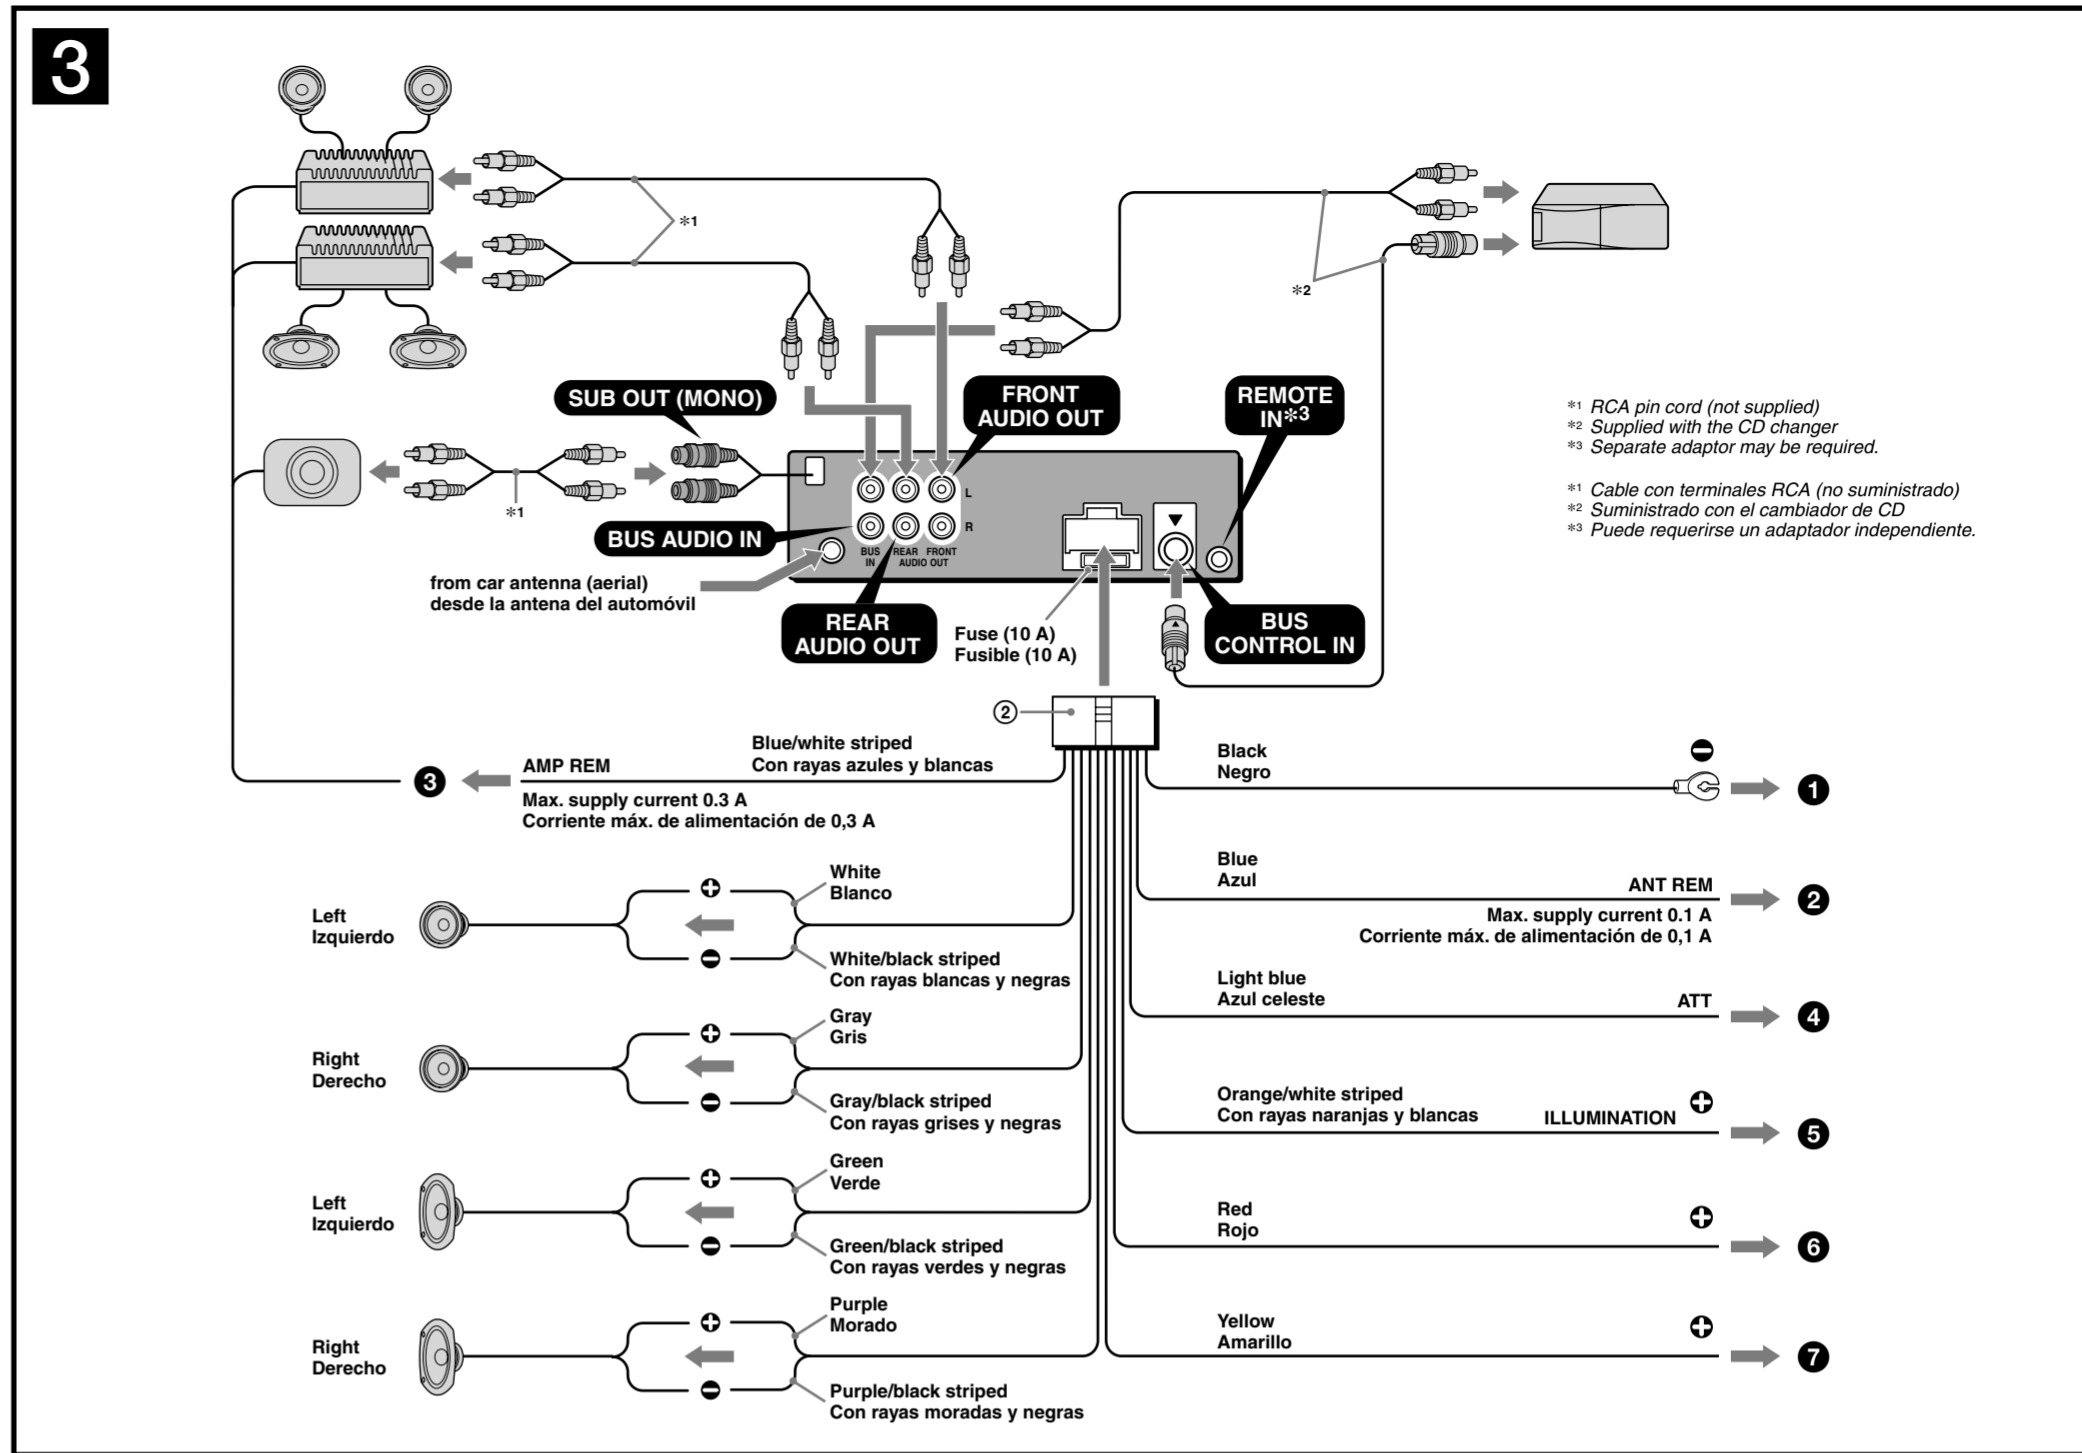 3
*1
*2
SUB OUT (MONO)
FRONT
AUDIO OUT
REMOTE
IN*3
*1 RCA pin cord (not supplied)
*2 Supplied with the CD changer
*3 Separate adaptor may be required.
*1 Cable con terminales RCA (no suministrado)
*2 Suministrado con el cambiador de CD
*3 Puede requerirse un adaptador independiente.
*1
L
R
BUS AUDIO IN
BUS
IN
REAR FRONT
AUDIO OUT
from car antenna (aerial)
desde la antena del automóvil
REAR
AUDIO OUT
Fuse (10 A)
Fusible (10 A)
BUS
CONTROL IN
②
Blue/white striped
Con rayas azules y blancas
AMP REM
❸
Max. supply current 0.3 A
Corriente máx. de alimentación de 0,3 A
Black
Negro
⊖
❶
Left
Izquierdo
⊕
⊖
White
Blanco
White/black striped
Con rayas blancas y negras
Blue
Azul
ANT REM
❷
Max. supply current 0.1 A
Corriente máx. de alimentación de 0,1 A
Right
Derecho
⊕
⊖
Gray
Gris
Gray/black striped
Con rayas grises y negras
Light blue
Azul celeste
ATT
❹
Orange/white striped
Con rayas naranjas y blancas
ILLUMINATION
⊕
❺
Left
Izquierdo
⊕
⊖
Green
Verde
Green/black striped
Con rayas verdes y negras
Red
Rojo
⊕
❻
Right
Derecho
⊕
⊖
Purple
Morado
Purple/black striped
Con rayas moradas y negras
Yellow
Amarillo
⊕
❼